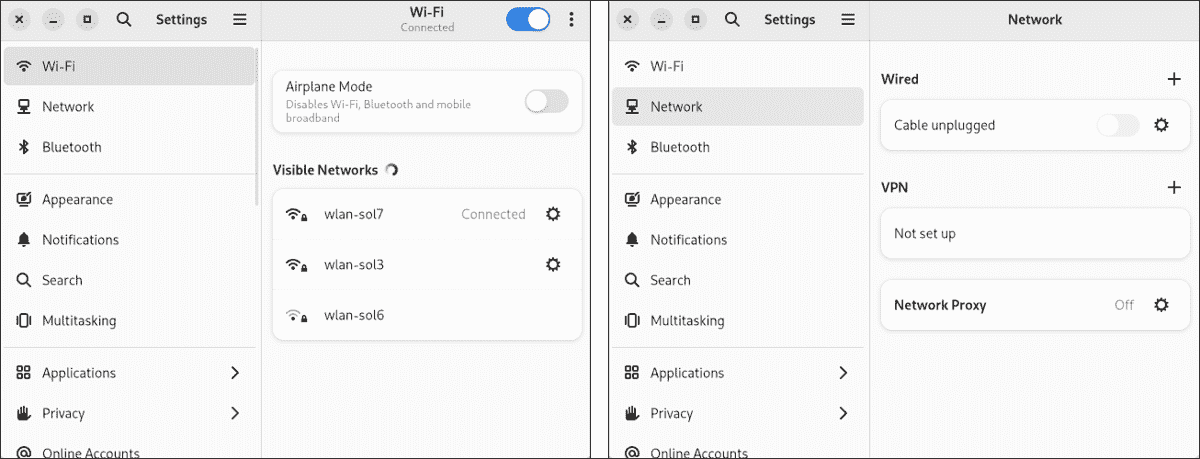 Settings
Wi-Fi
Connected
Wi-Fi
Network
Bluetooth
Appearance
Notifications
Search
Multitasking
Applications
Privacy
Online Accounts
Airplane Mode
Disables Wi-Fi, Bluetooth and mobile
broadband
Visible Networks
wlan-sol7 Connected
wlan-sol3
wlan-sol6
Settings
Network
Wi-Fi
Network
Bluetooth
Appearance
Notifications
Search
Multitasking
Applications
Privacy
Online Accounts
Wired
Cable unplugged
VPN
Not set up
Network Proxy Off